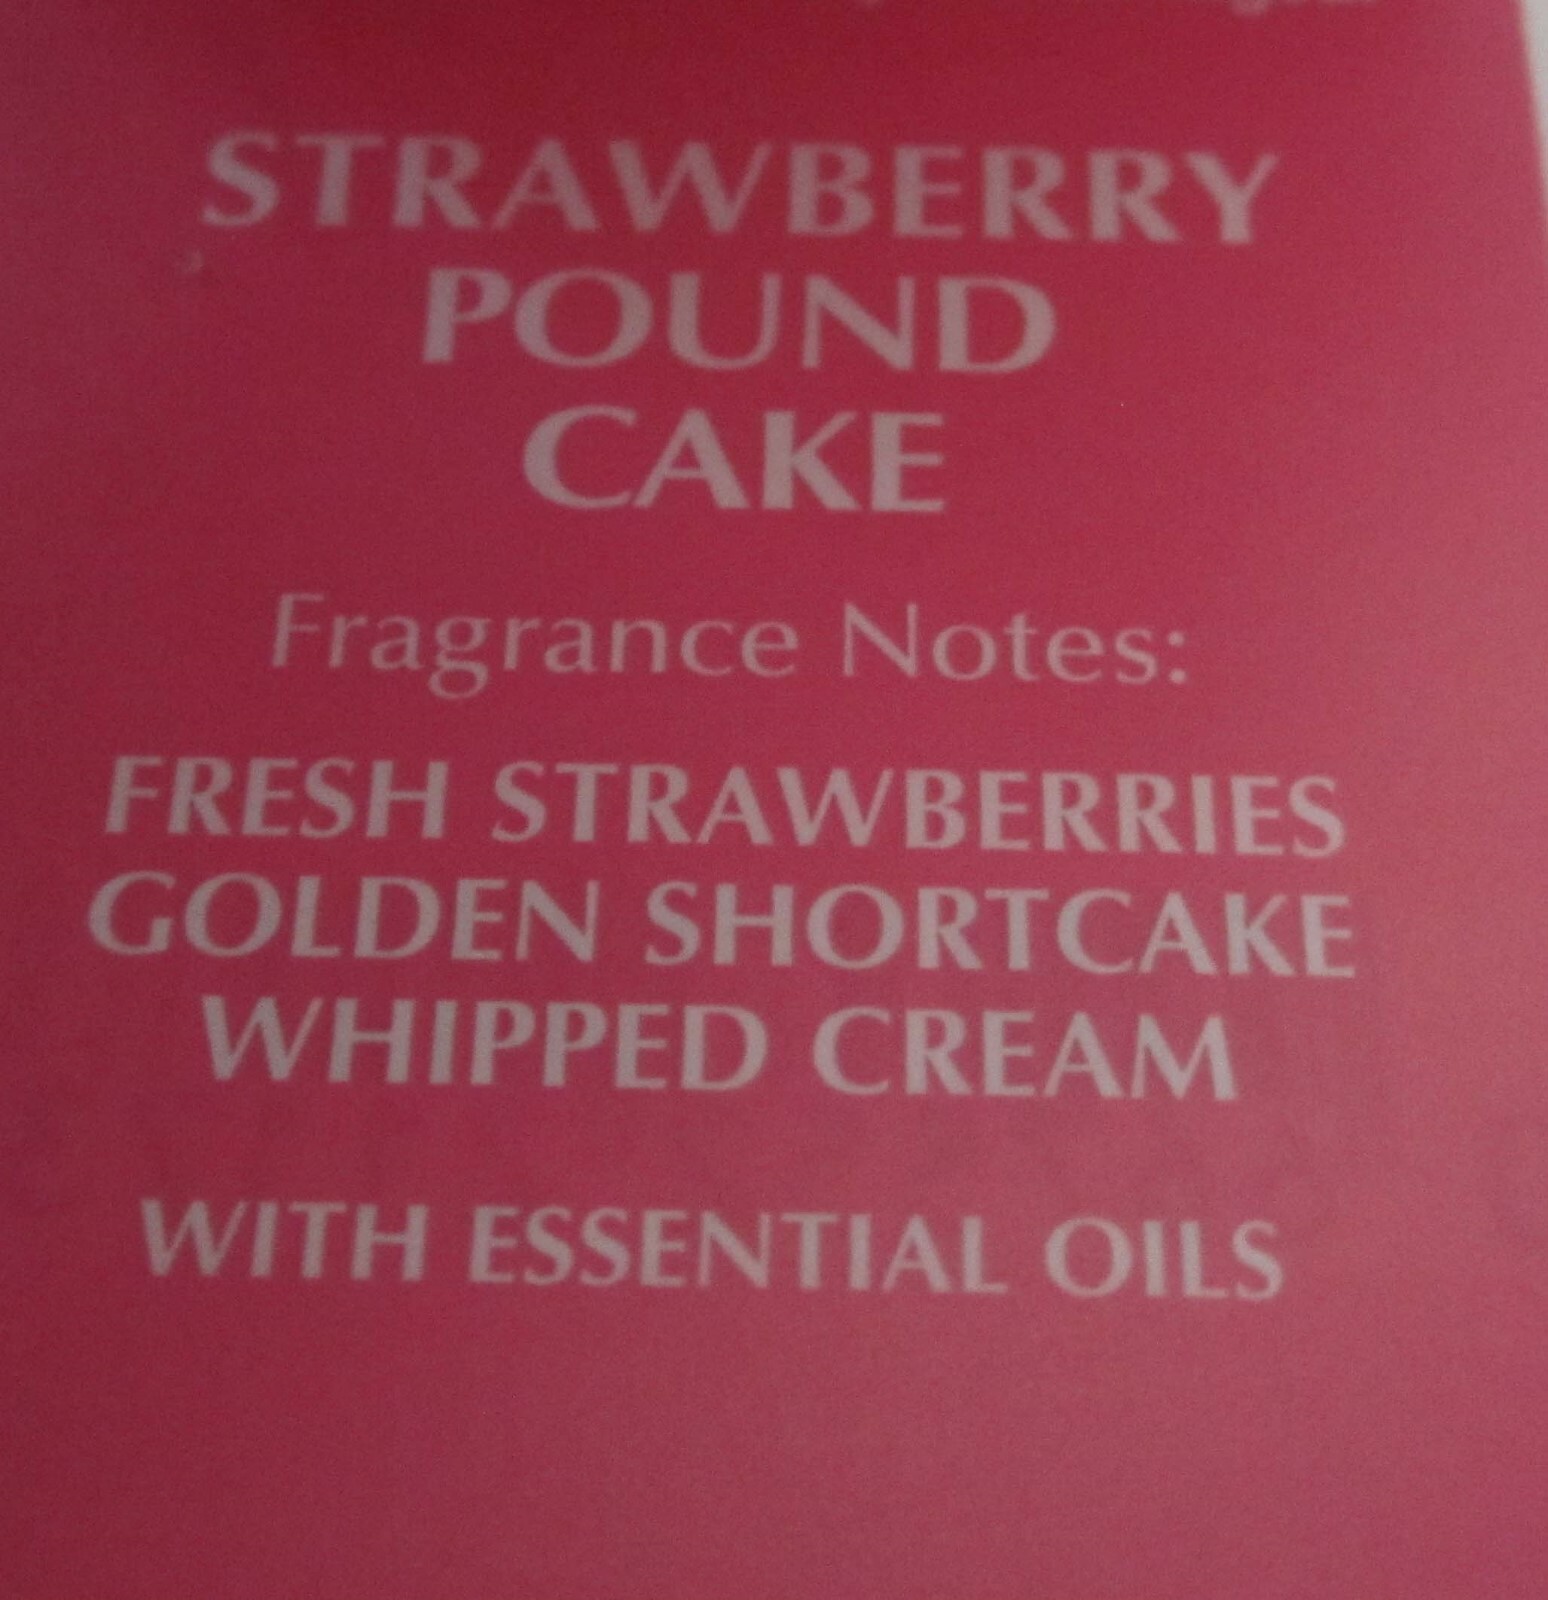 STRAWBERRY
POUND
CAKE
Fragrance Notes:
FRESH STRAWBERRIES
GOLDEN SHORTCAKE
WHIPPED CREAM
WITH ESSENTIAL OILS